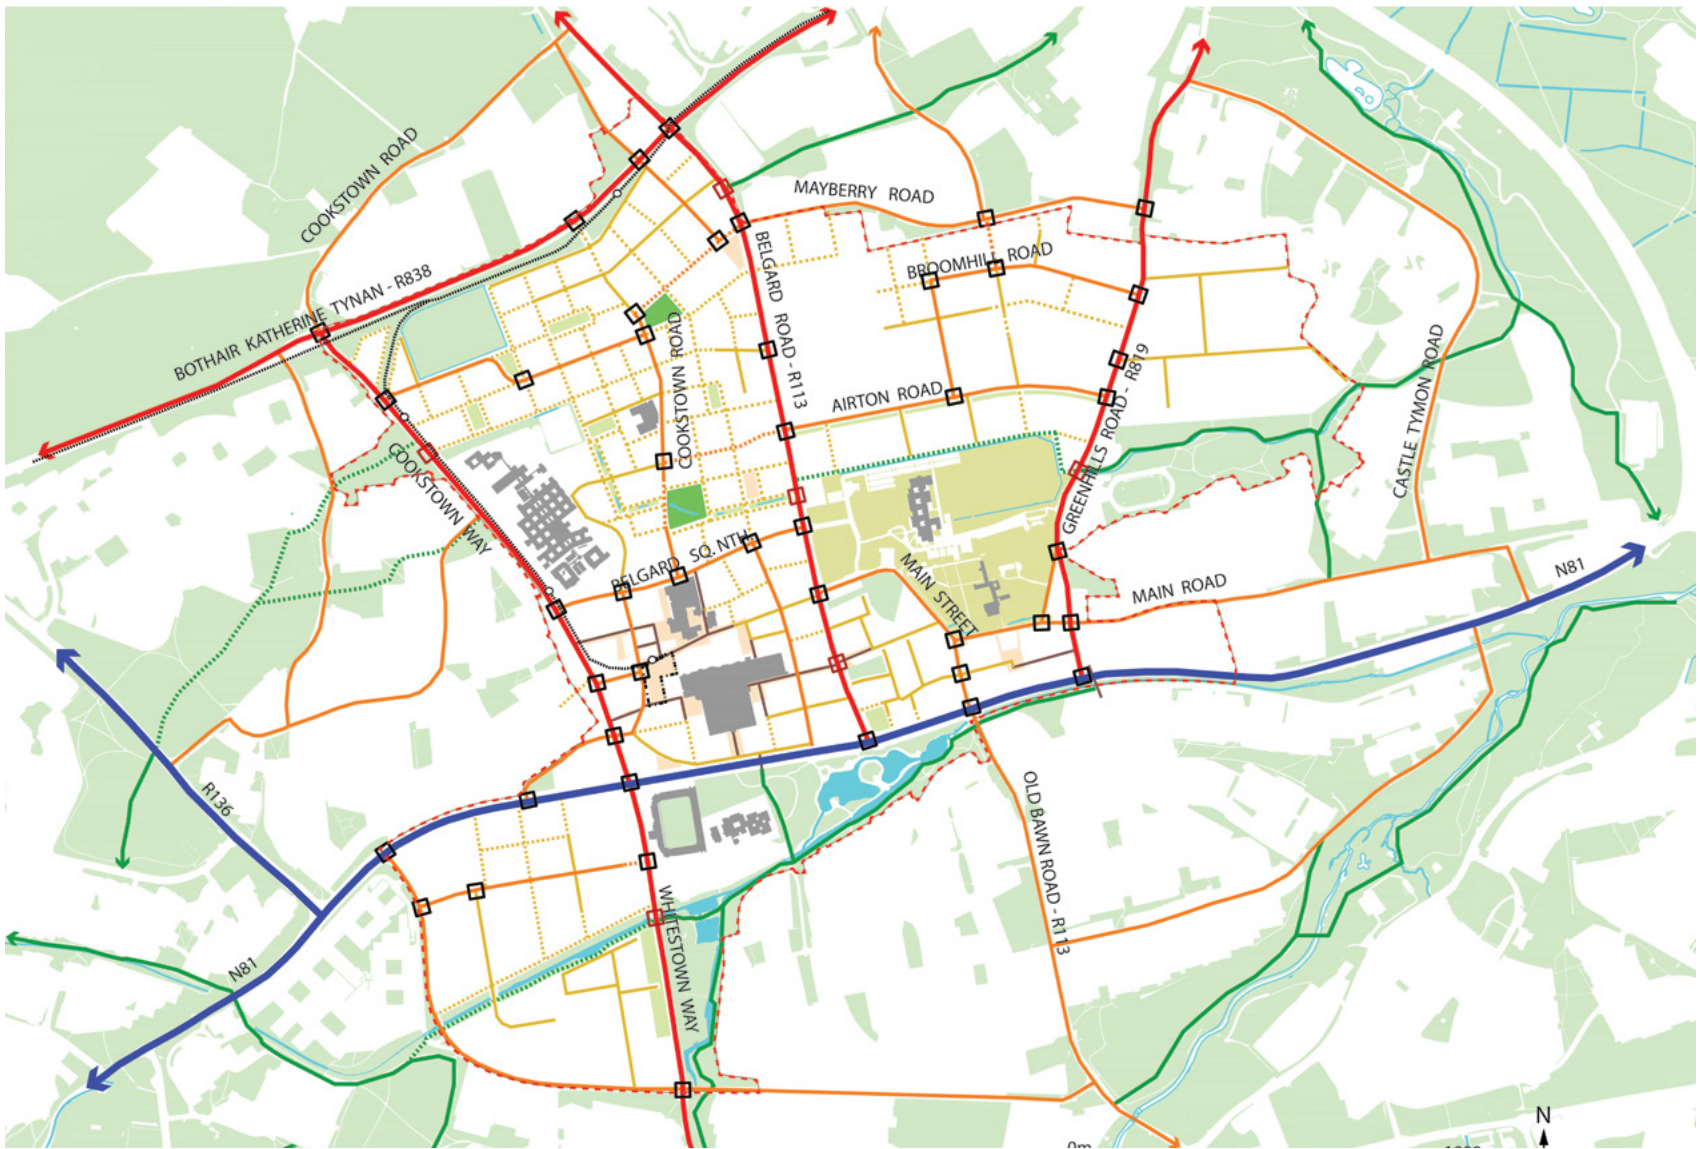 COOKSTOWN ROAD
MAYBERRY ROAD
BELGARD ROAD - R113
BROOMHILL ROAD
BOTHAIR KATHERINE TYNAN - R838
COOKSTOWN ROAD
GREENHILLS ROAD - R819
CASTLE TYMON ROAD
AIRTON ROAD
COOKSTOWN WAY
BELGARD SQ. NTH
MAIN STREET
MAIN ROAD
N81
R136
OLD BAWN ROAD - R113
WHITESTOWN WAY
N81
N
0m